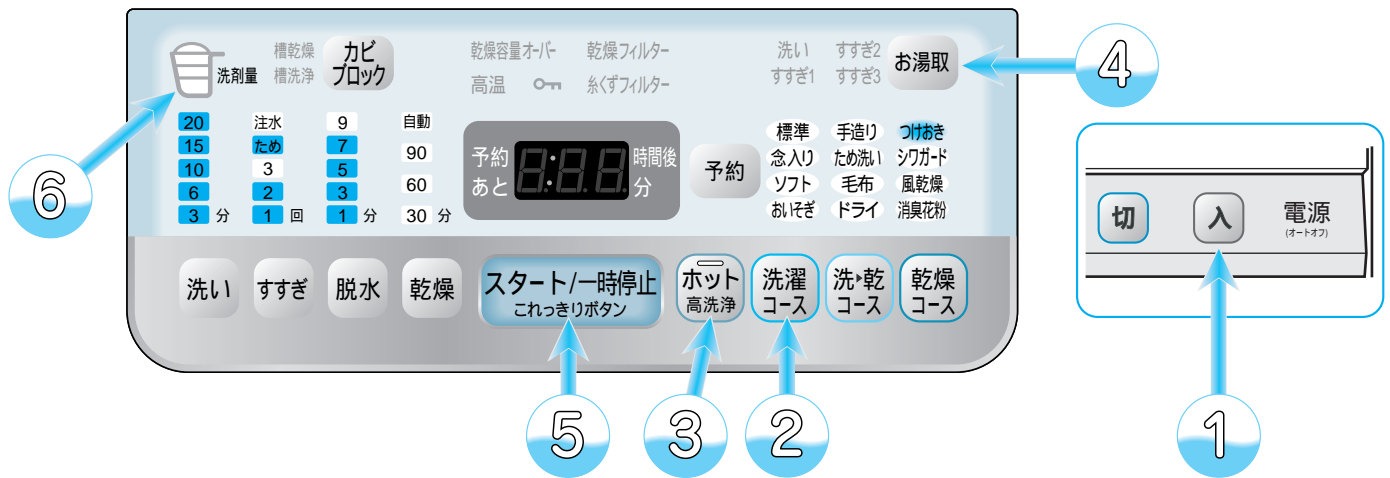 槽乾燥
槽洗浄
洗剤量
カビ
ブロック
乾燥容量オーバー
乾燥フィルター
高温
糸くずフィルター
洗い
すすぎ2
すすぎ1
すすぎ3
お湯取
4
6
20
15
10
6
3 分
注水
ため
3
2
1 回
9
7
5
3
1 分
自動
90
60
30 分
予約
あと
8:88
時間後
分
予約
標準
手造り
つけおき
念入り
ため洗い
シワガード
ソフト
毛布
風乾燥
おいそぎ
ドライ
消臭花粉
切
入
電源
(オートオフ)
洗い
すすぎ
脱水
乾燥
スタート/一時停止
これっきりボタン
ホット
高洗浄
洗濯
コース
洗▸乾
コース
乾燥
コース
5
3
2
1